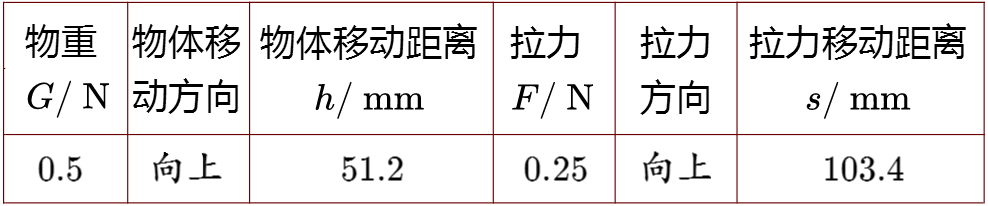 物重 物体移 物体移动距离 拉力 拉力 拉力移动距离
G/ N 动方向 h/ mm F/ N 方向 s/ mm
0.5 向上 51.2 0.25 向上 103.4